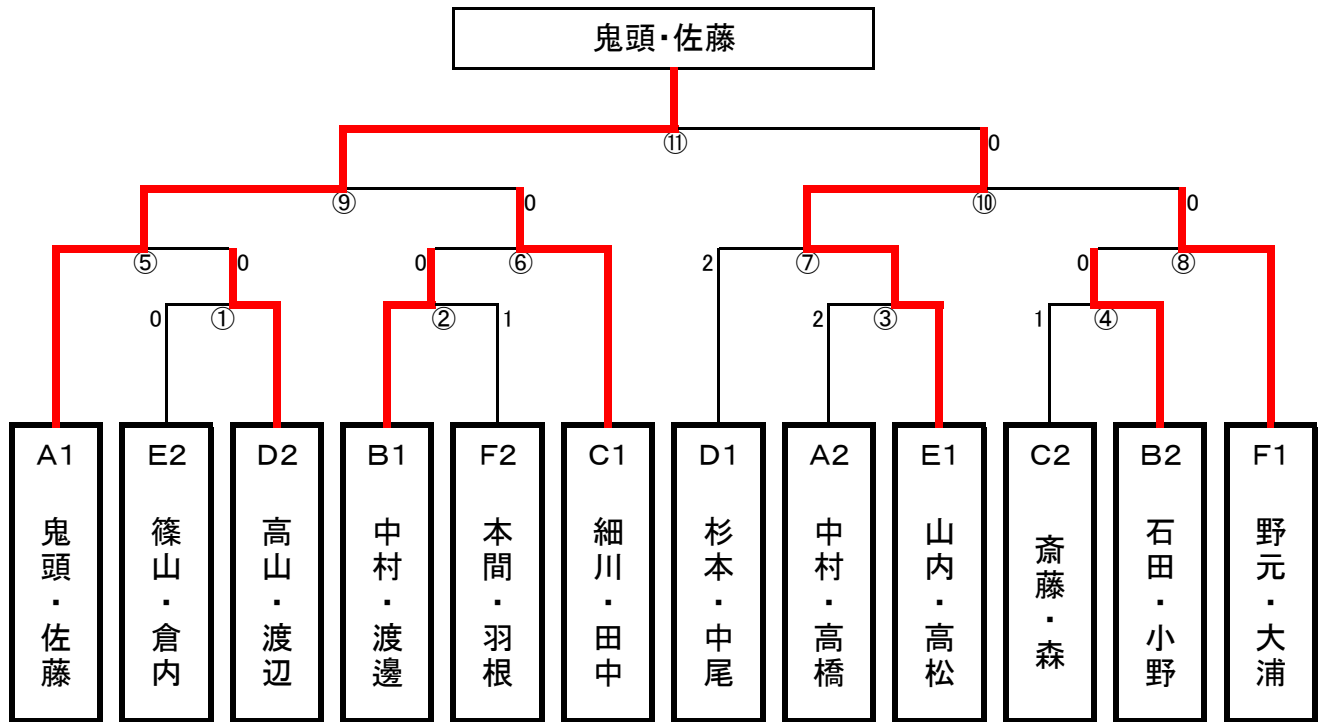 鬼頭・佐藤
⑪
0
⑨
0
⑩
0
⑤
0
0
⑥
2
⑦
0
⑧
0
①
②
1
2
③
1
④
A1
E2
D2
B1
F2
C1
D1
A2
E1
C2
B2
F1
鬼頭・佐藤
篠山・倉内
高山・渡辺
中村・渡邊
本間・羽根
細川・田中
杉本・中尾
中村・高橋
山内・高松
斎藤・森
石田・小野
野元・大浦